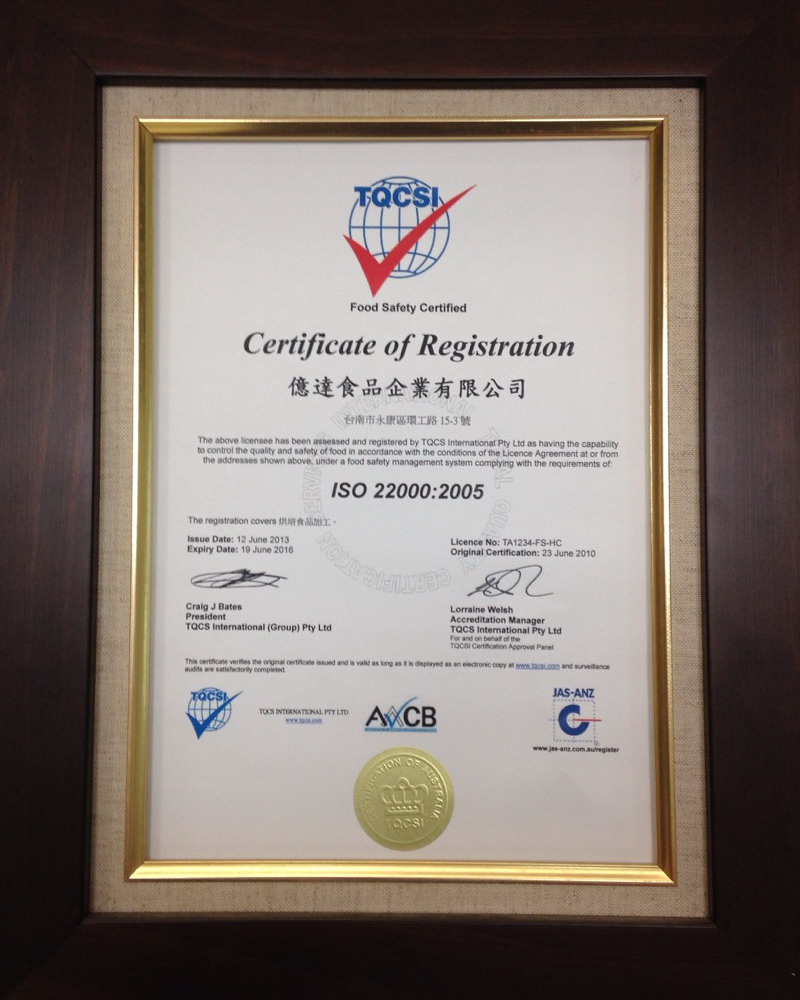 TQCSI
Food Safety Certified
Certificate of Registration
億達食品企業有限公司
台南市永康區環工路 15-3 號
The above licensee has been assessed and registered by TQCS International Pty Ltd as having the capability
to control the quality and safety of food in accordance with the conditions of the Licence Agreement at or from
the addresses shown above, under a food safety management system complying with the requirements of:
ISO 22000:2005
The registration covers 烘培食品加工。
Issue Date: 12 June 2013
Expiry Date: 19 June 2016
Licence No: TA1234-FS-HC
Original Certification: 23 June 2010
Craig J Bates
President
TQCS International (Group) Pty Ltd
Lorraine Welsh
Accreditation Manager
TQCS International Pty Ltd
For and on behalf of the
TQCSI Certification Approval Panel
This certificate verifies the original certificate issued and is valid as long as it is displayed as an electronic copy at www.tqcsi.com and surveillance
audits are satisfactorily completed.
TQCSI
TQCS INTERNATIONAL PTY LTD
www.tqcsi.com
AACB
JAS-ANZ
www.jas-anz.com.au/register
CERTIFICATION OF AUSTRALIA
TQCSI